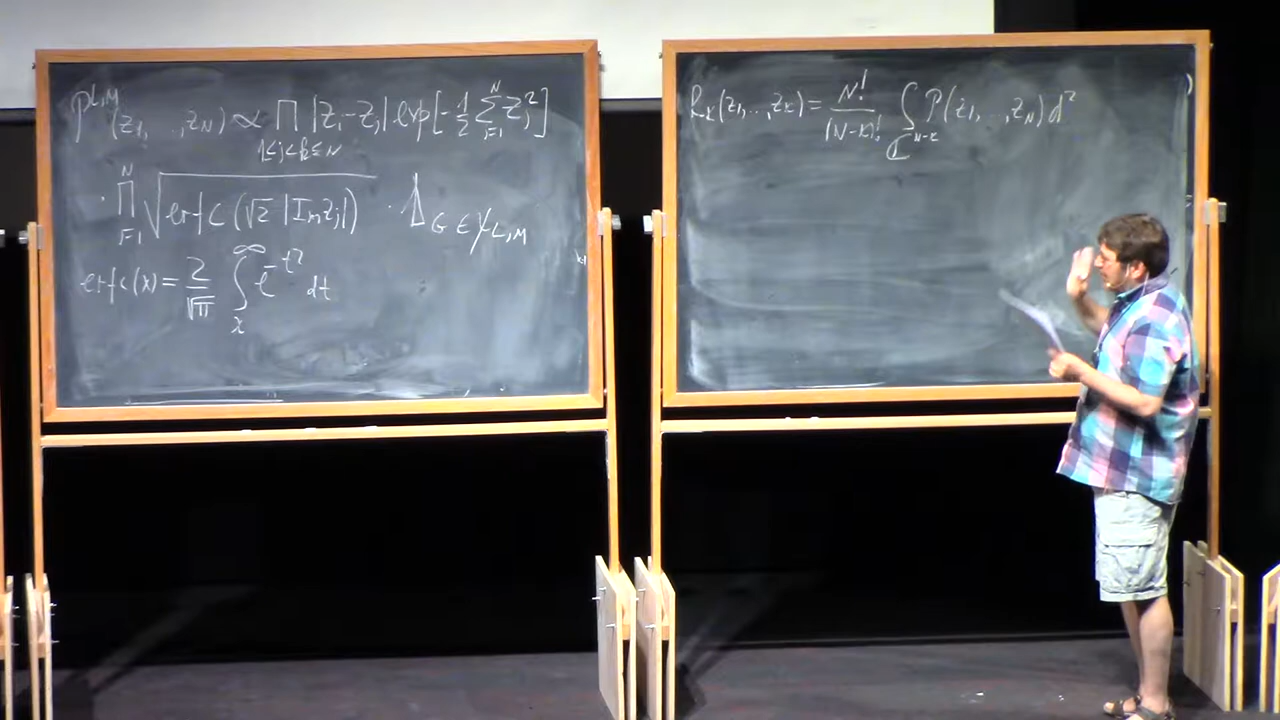 P^{L,M}(z_1, ..., z_N) ∝ ∏_{1≤j<k≤N} |z_j - z_k| exp[-1/2 ∑_{j=1}^{N} z_j^2]
· ∏_{j=1}^{N} √(erfc(√2 |Im z_j|)) · 1_{G ∈ χ_{L,M}}
erfc(x) = 2/√π ∫_x^∞ e^{-t^2} dt
R_k(z_1, ..., z_k) = N!/(N-k)! ∫_{ℂ^{N-k}} P(z_1, ..., z_N) d^2